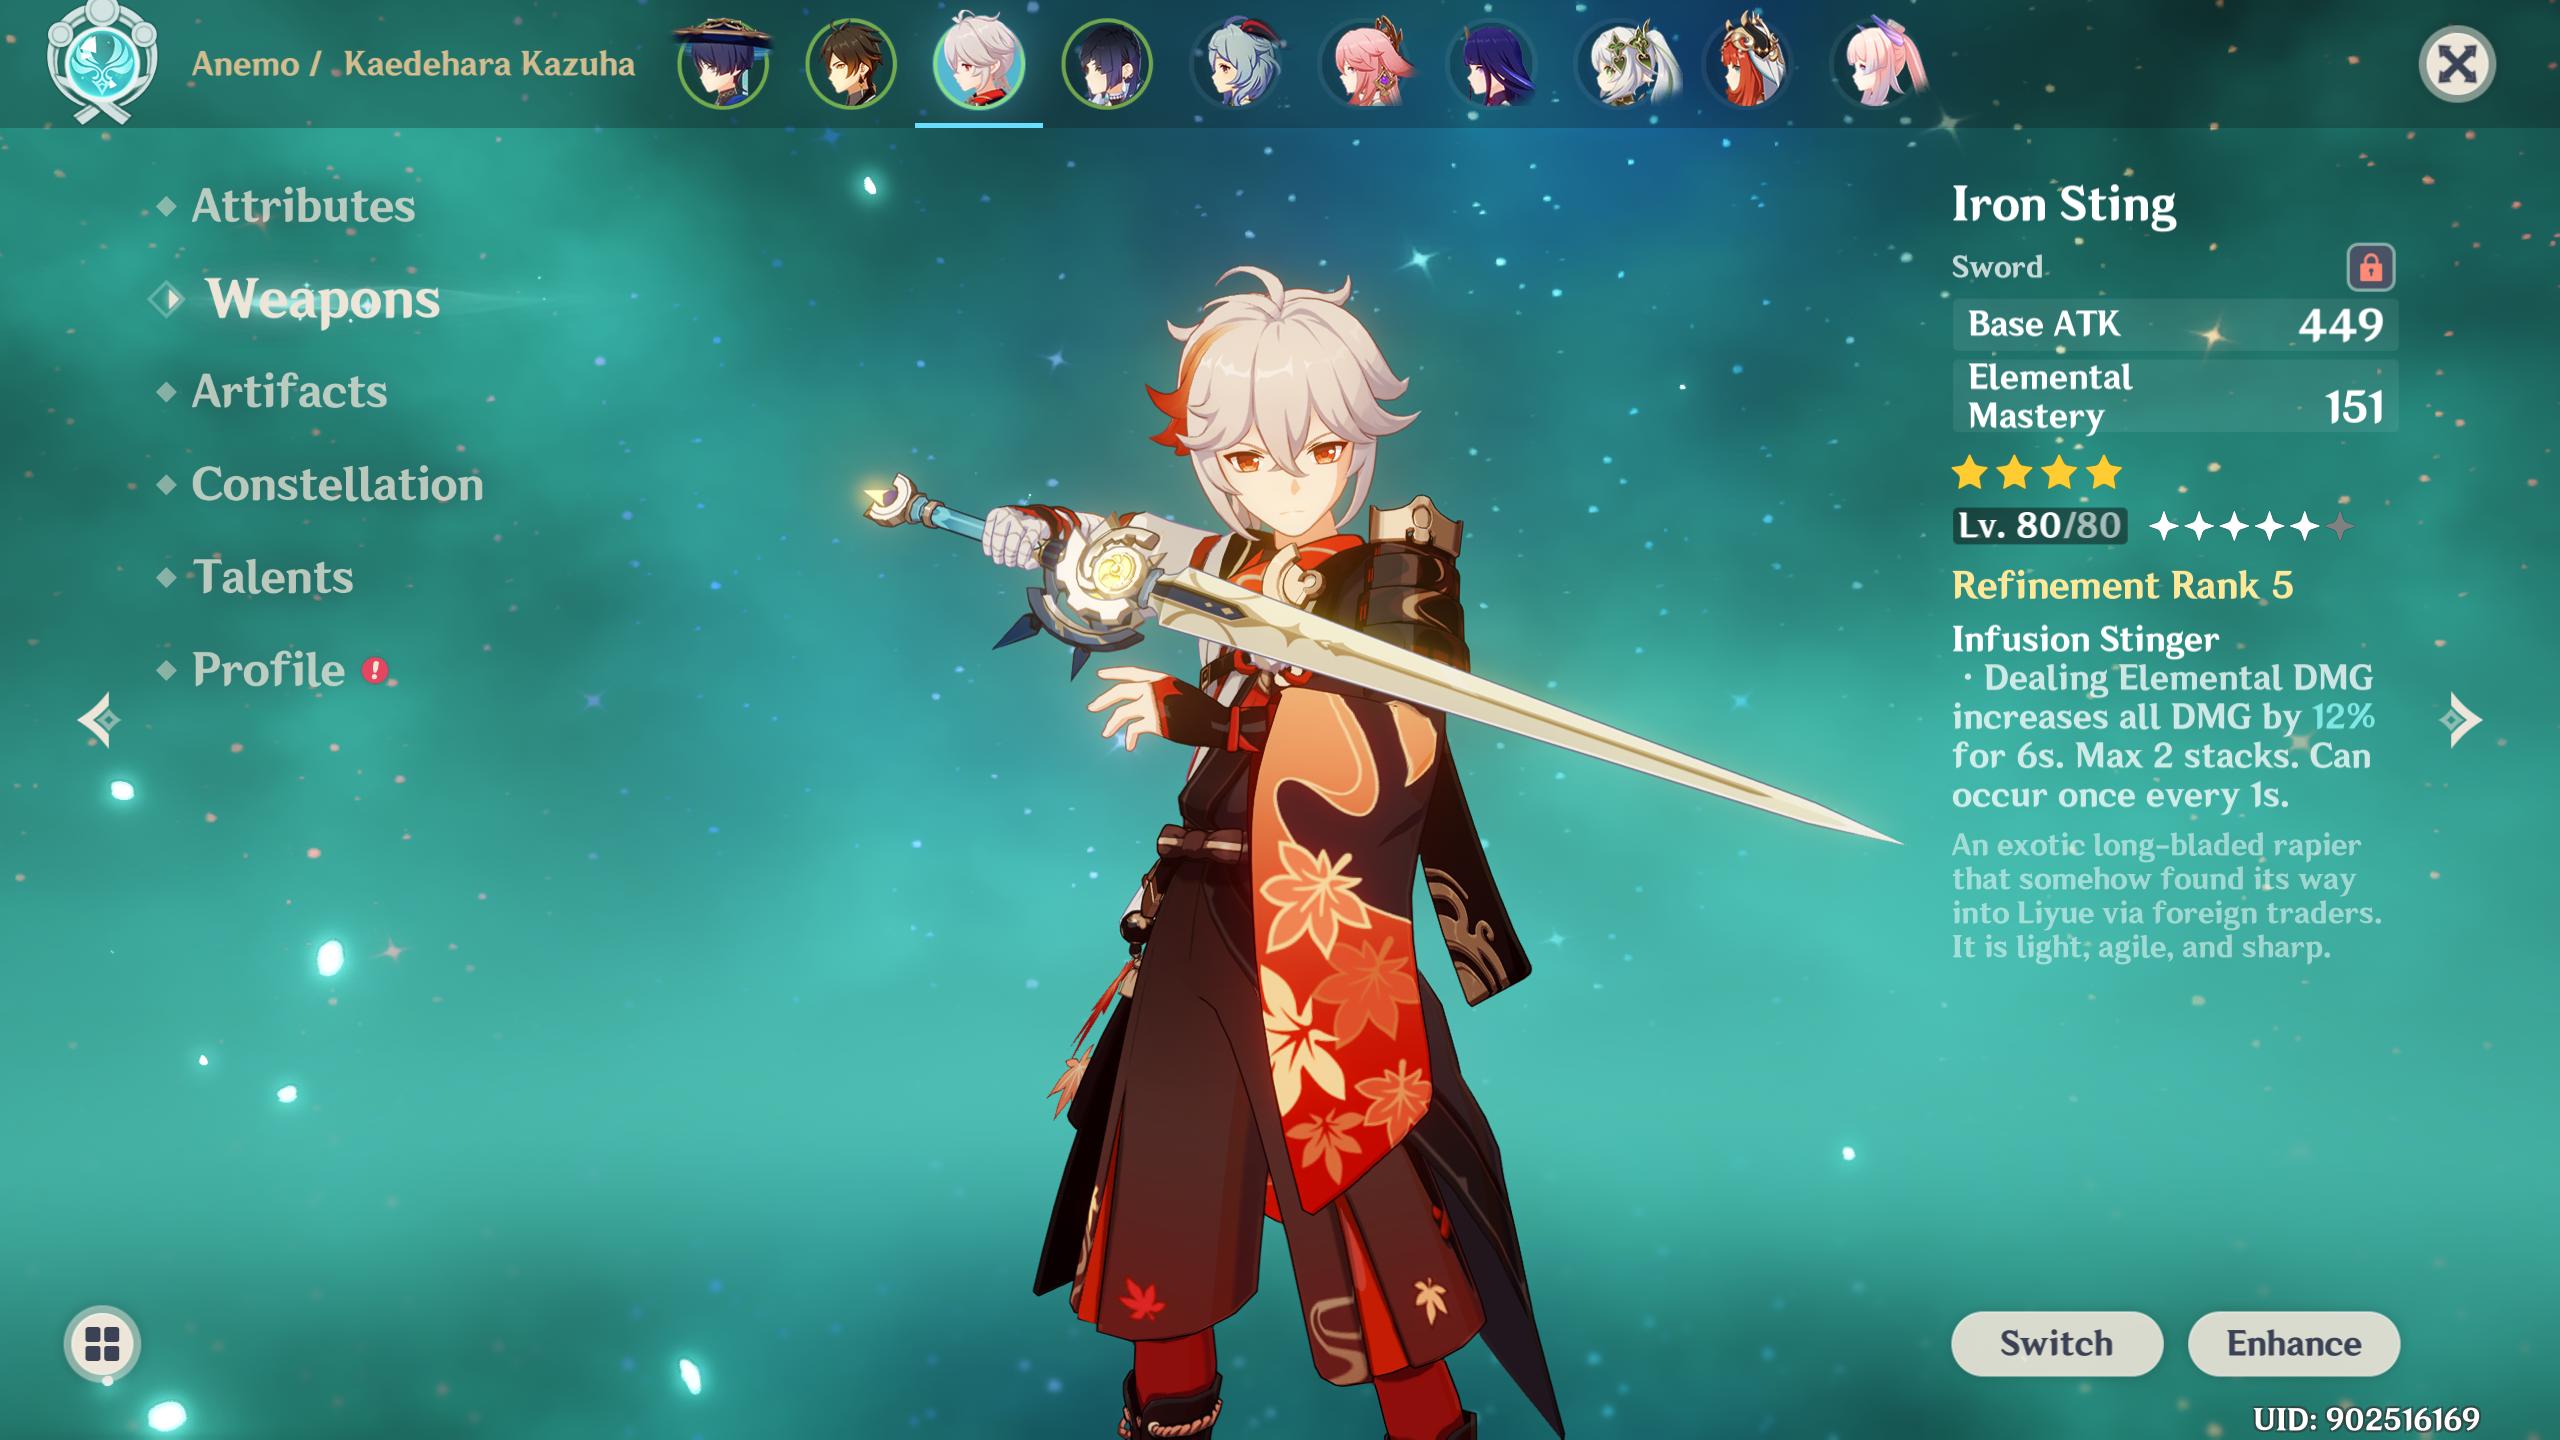 Anemo / Kaedehara Kazuha
Attributes
Weapons
Artifacts
Constellation
Talents
Profile
Iron Sting
Sword
Base ATK 449
Elemental
Mastery 151
Lv. 80/80
Refinement Rank 5
Infusion Stinger
· Dealing Elemental DMG
increases all DMG by 12%
for 6s. Max 2 stacks. Can
occur once every 1s.
An exotic long-bladed rapier
that somehow found its way
into Liyue via foreign traders.
It is light, agile, and sharp.
Switch
Enhance
UID: 902516169